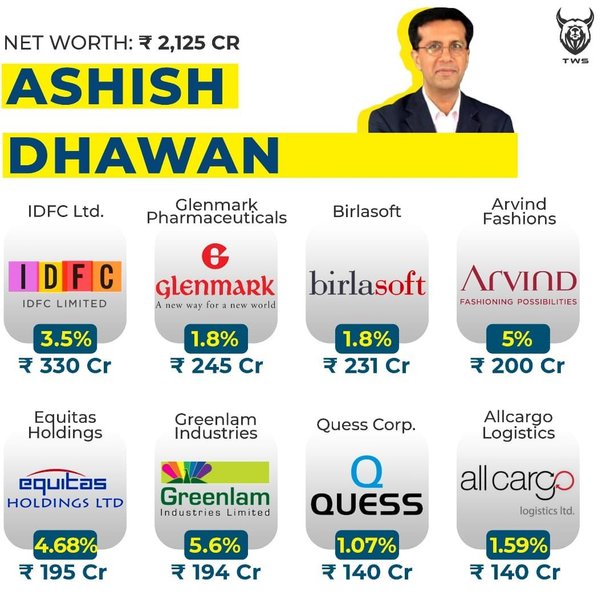 NET WORTH: ₹ 2,125 CR
TWS
ASHISH
DHAWAN
IDFC Ltd.
Glenmark
Pharmaceuticals
Birlasoft
Arvind
Fashions
IDFC
IDFC LIMITED
GLENMARK
A new way for a new world
birlasoft
ARVIND
FASHIONING POSSIBILITIES
3.5%
1.8%
1.8%
5%
₹ 330 Cr
₹ 245 Cr
₹ 231 Cr
₹ 200 Cr
Equitas
Holdings
Greenlam
Industries
Quess Corp.
Allcargo
Logistics
equitas
HOLDINGS LTD
Greenlam
Industries Limited
Q
QUESS
allcargo
logistics ltd.
4.68%
5.6%
1.07%
1.59%
₹ 195 Cr
₹ 194 Cr
₹ 140 Cr
₹ 140 Cr